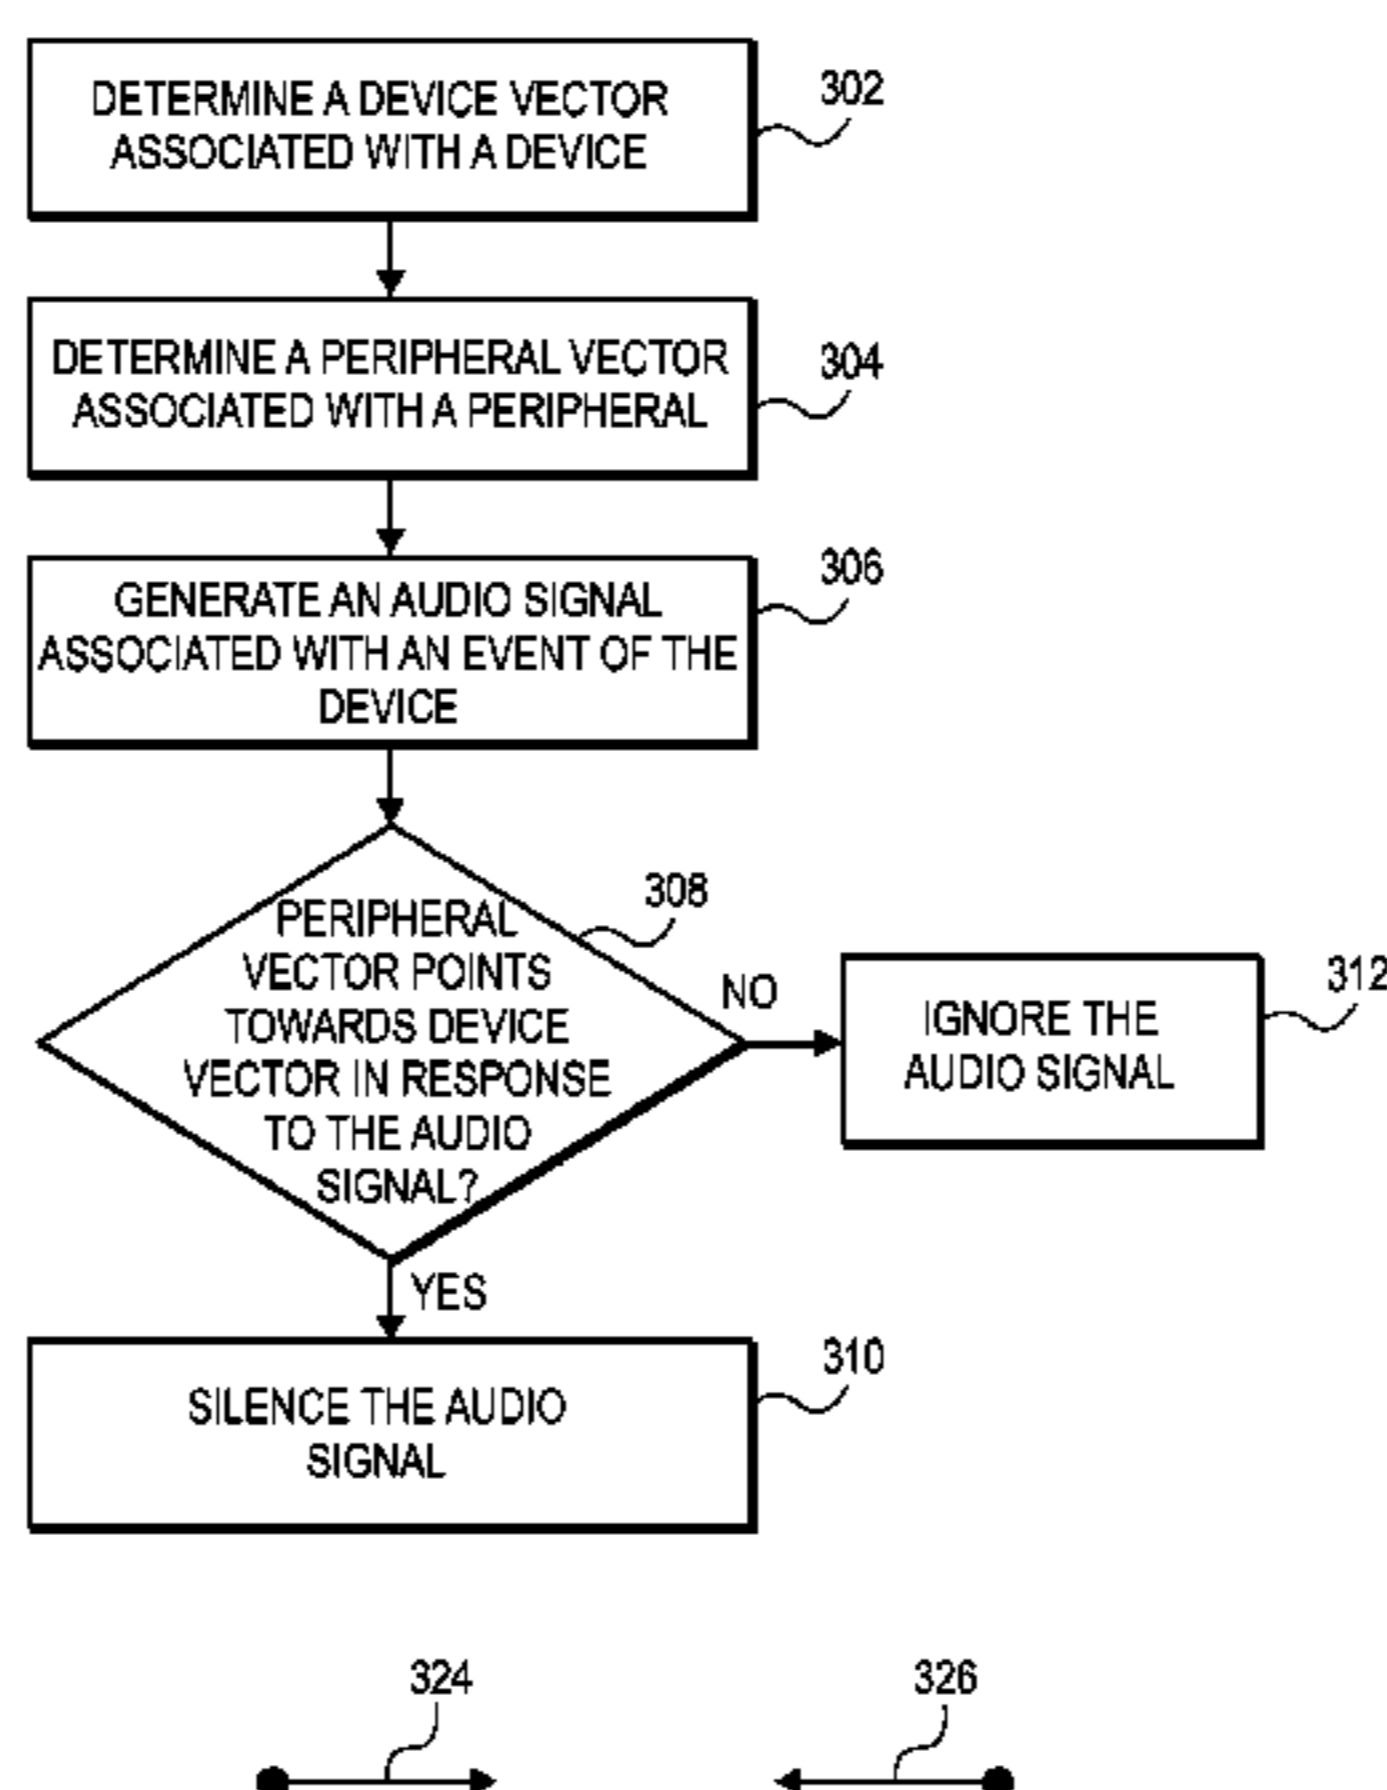 DETERMINE A DEVICE VECTOR
ASSOCIATED WITH A DEVICE
302
DETERMINE A PERIPHERAL VECTOR
ASSOCIATED WITH A PERIPHERAL
304
GENERATE AN AUDIO SIGNAL
ASSOCIATED WITH AN EVENT OF THE
DEVICE
306
PERIPHERAL
VECTOR POINTS
TOWARDS DEVICE
VECTOR IN RESPONSE
TO THE AUDIO
SIGNAL?
308
NO
IGNORE THE
AUDIO SIGNAL
312
YES
SILENCE THE AUDIO
SIGNAL
310
324
326